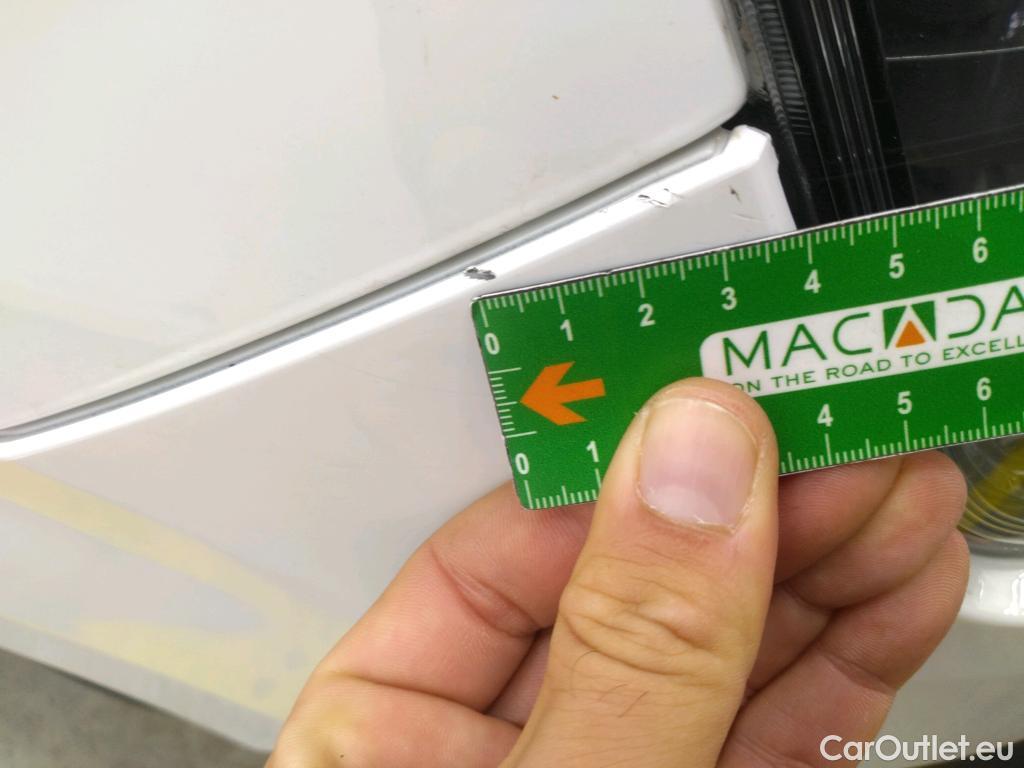 0 1 2 3 4 5 6
MACADA
ON THE ROAD TO EXCELL
0 1 4 5 6
CarOutlet.eu